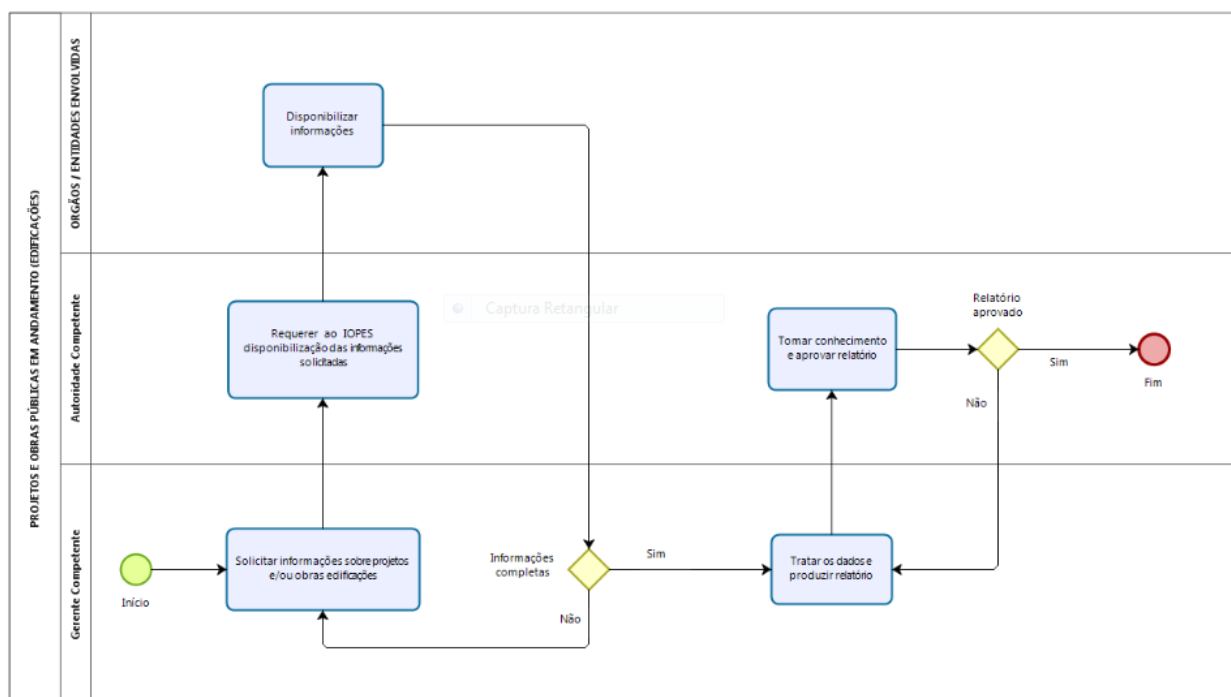 PROJETOS E OBRAS PÚBLICAS EM ANDAMENTO (EDIFICAÇÕES)
ORGÃOS / ENTIDADES ENVOLVIDAS
Disponibilizar
informações
Autoridade Competente
Requerer ao IOPES
disponibilização das informações
solicitadas
Captura Retangular
Tomar conhecimento
e aprovar relatório
Relatório
aprovado
Sim
Fim
Não
Gerente Competente
Início
Solicitar informações sobre projetos
e/ou obras edificações
Informações
completas
Sim
Não
Tratar os dados e
produzir relatório